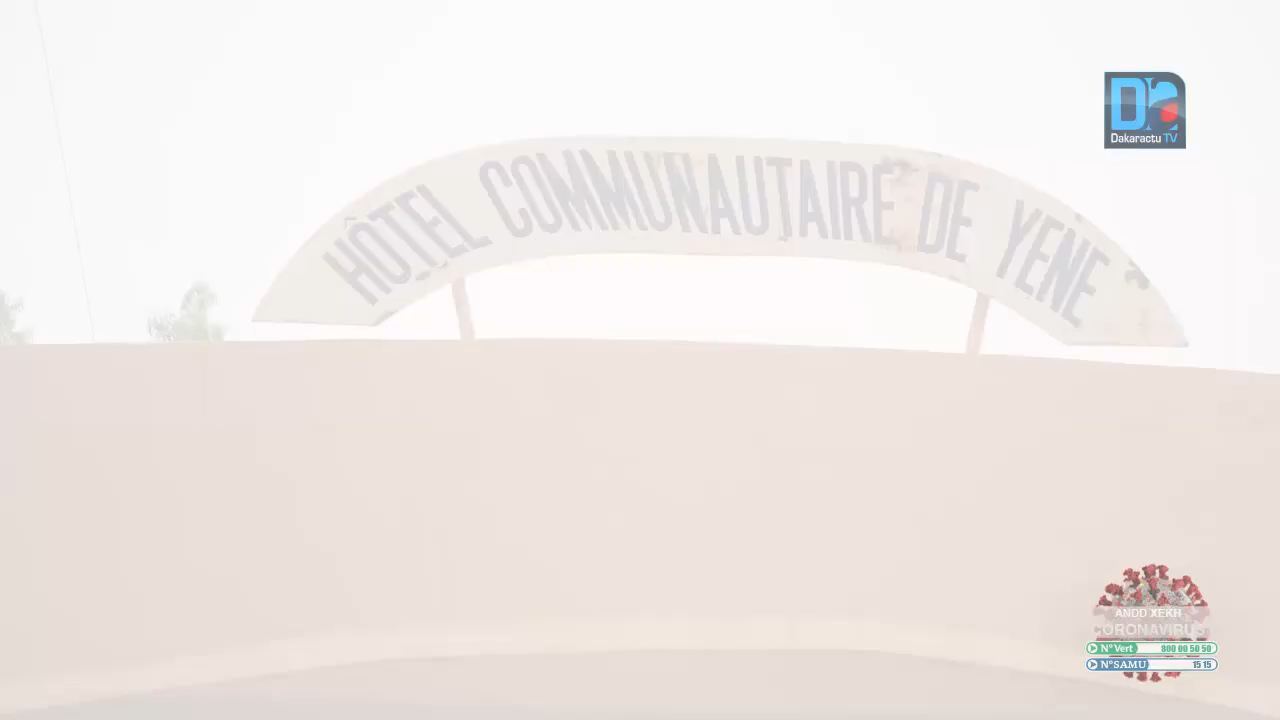 Dakaractu TV
HÔTEL COMMUNAUTAIRE DE YENE
ANDD XEKH
CORONAVIRUS
N°Vert 800 00 50 50
N°SAMU 15 15